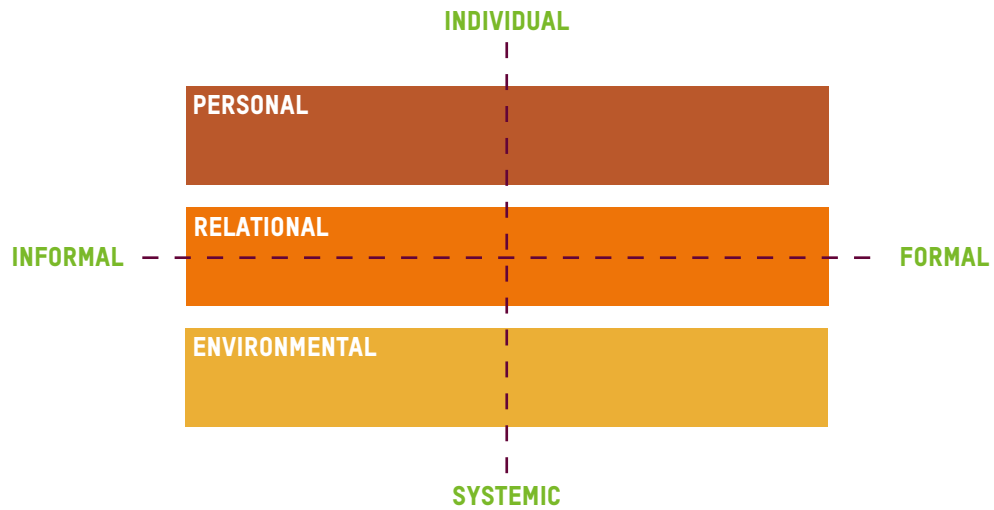 INDIVIDUAL
PERSONAL
RELATIONAL
INFORMAL
FORMAL
ENVIRONMENTAL
SYSTEMIC